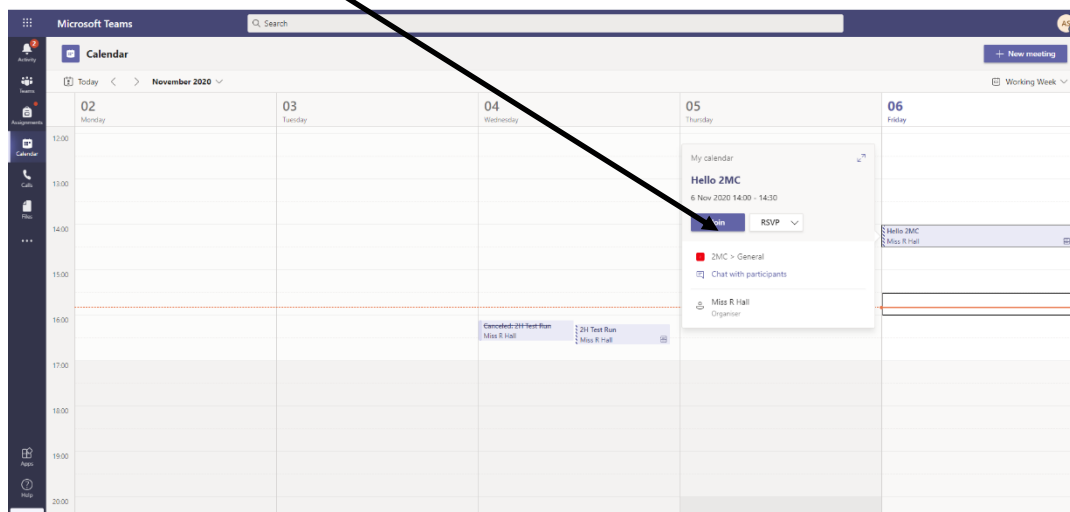 Microsoft Teams
Search
AS
2
Activity
Teams
Assignments
Calendar
Calls
Files
Apps
Help
Calendar
+ New meeting
Today
November 2020
Working Week
02
Monday
03
Tuesday
04
Wednesday
05
Thursday
06
Friday
12:00
13:00
14:00
15:00
16:00
17:00
18:00
19:00
20:00
My calendar
Hello 2MC
6 Nov 2020 14:00 - 14:30
RSVP
2MC > General
Chat with participants
Miss R Hall
Organiser
Hello 2MC
Miss R Hall
Canceled: 2H Test Run
Miss R Hall
2H Test Run
Miss R Hall